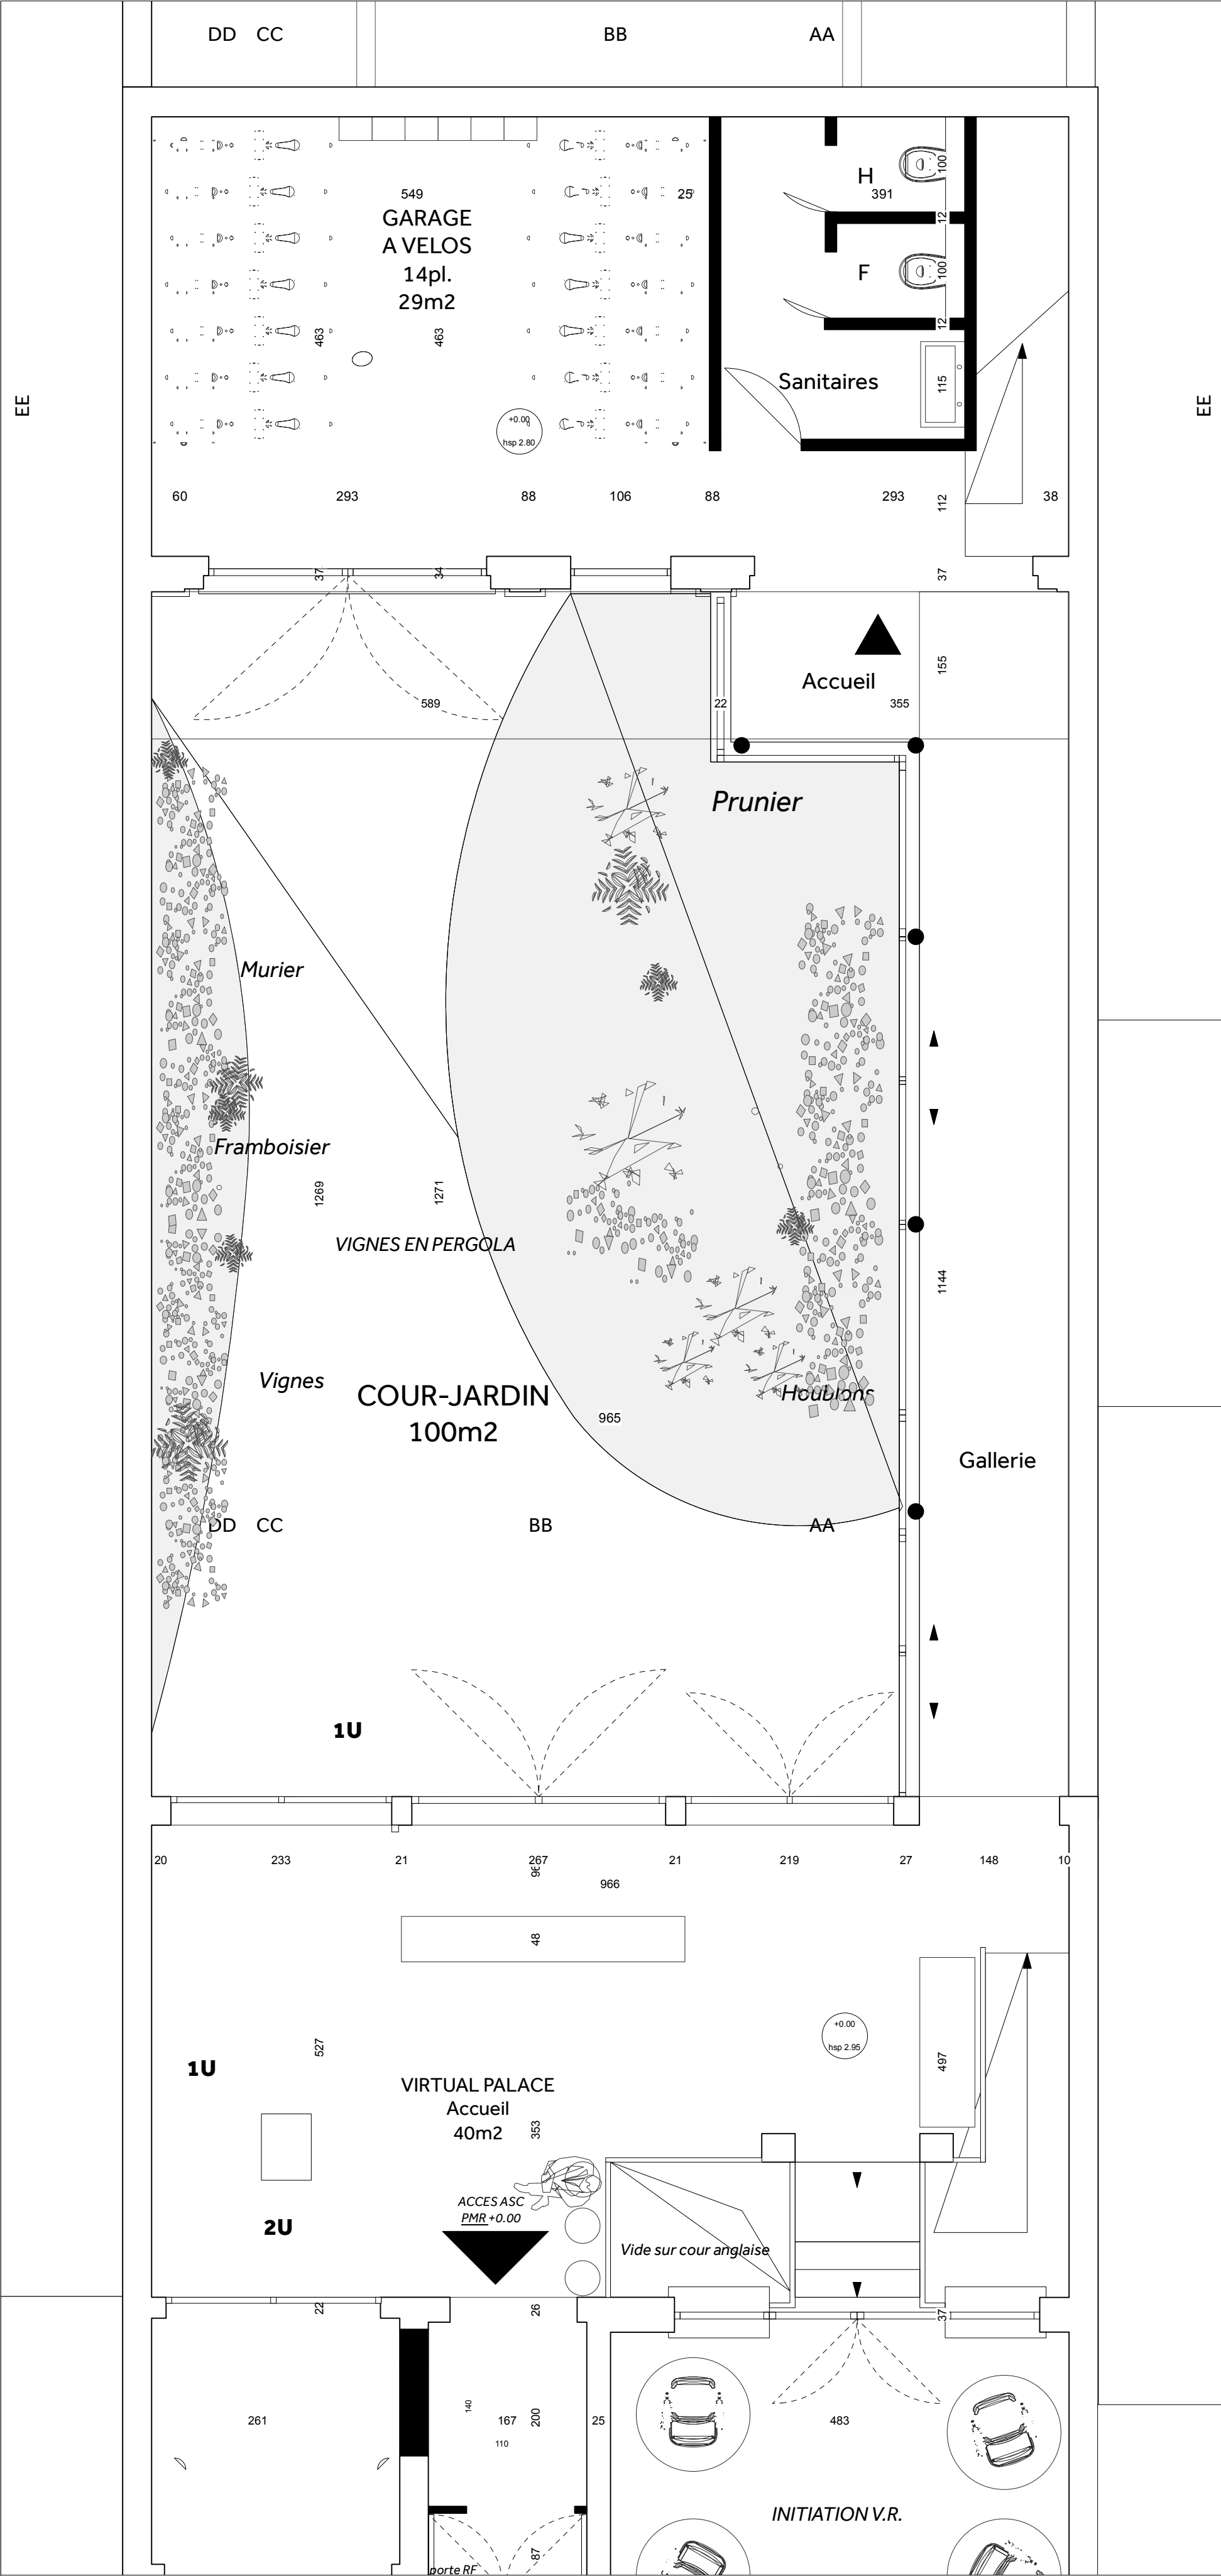 DD CC BB AA
H
549 25 391 100
GARAGE
A VELOS
14pl.
29m2
12
F
100
12
463 463
Sanitaires
115
EE EE
+0.00
hsp 2.80
60 293 88 106 88 293 112 38
37 34 37
155
Accueil
589 22 355
Prunier
Murier
Framboisier
1269 1271
VIGNES EN PERGOLA
1144
Vignes
COUR-JARDIN
100m2
Houblons
965
Gallerie
DD CC BB AA
1U
20 233 21 267 21 219 27 148 10
966
48
+0.00
hsp 2.95
527 497
1U
VIRTUAL PALACE
Accueil
40m2
353
ACCES ASC
PMR +0.00
2U
Vide sur cour anglaise
22 26 37
140
261 167 200 25 483
110
INITIATION V.R.
87
porte RF